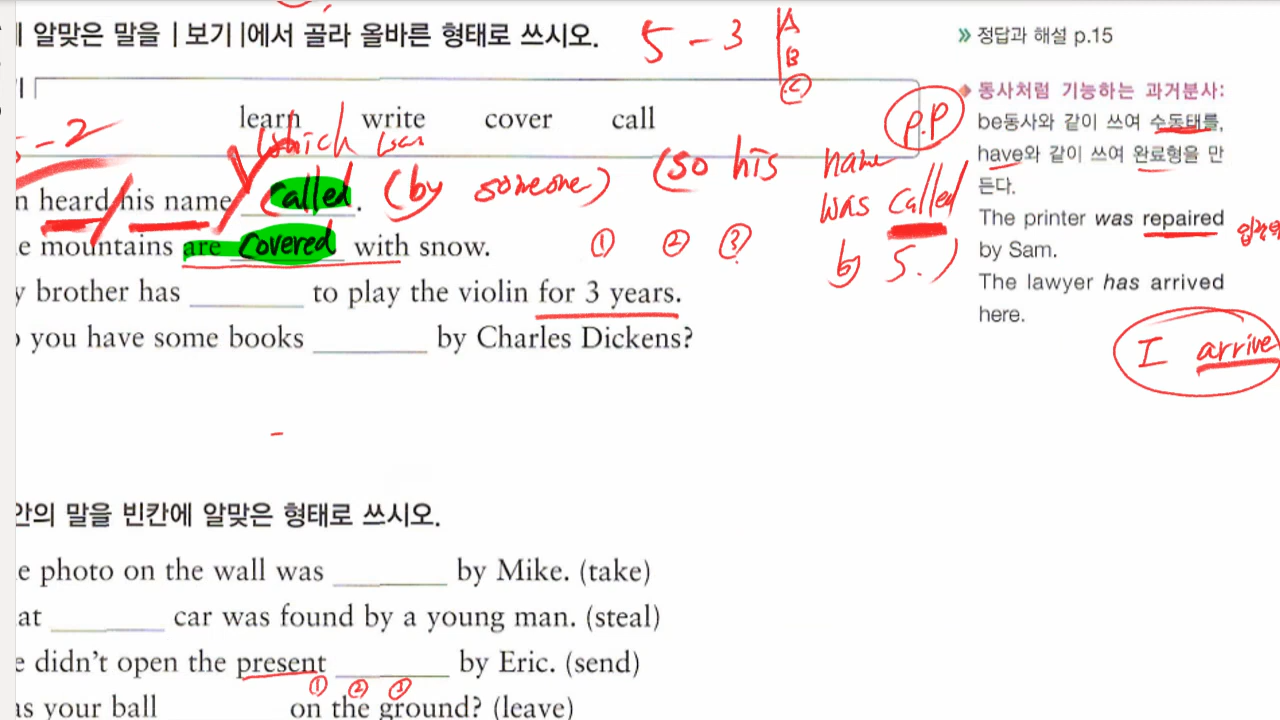 알맞은 말을 | 보기 |에서 골라 올바른 형태로 쓰시오.
5 - 3
A
B
C
learn write cover call
-2
which was
p.p
n heard his name called. (by someone)
(so his name
was called
by S.)
e mountains are covered with snow.
① ② ③
y brother has ________ to play the violin for 3 years.
you have some books ________ by Charles Dickens?
안의 말을 빈칸에 알맞은 형태로 쓰시오.
e photo on the wall was ________ by Mike. (take)
at ________ car was found by a young man. (steal)
e didn't open the present ________ by Eric. (send)
① ② ③
as your ball ________ on the ground? (leave)
» 정답과 해설 p.15
동사처럼 기능하는 과거분사:
be동사와 같이 쓰여 수동태를,
have와 같이 쓰여 완료형을 만
든다.
The printer was repaired
by Sam.
The lawyer has arrived
here.
I arrive